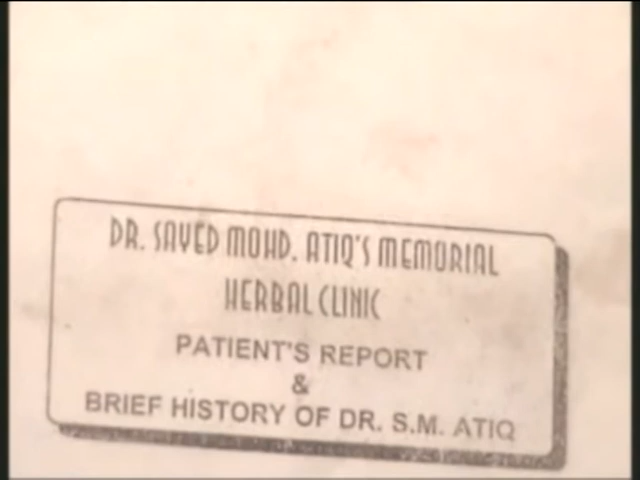 DR. SAYED MOHD. ATIQ'S MEMORIAL
HERBAL CLINIC
PATIENT'S REPORT
&
BRIEF HISTORY OF DR. S.M. ATIQ